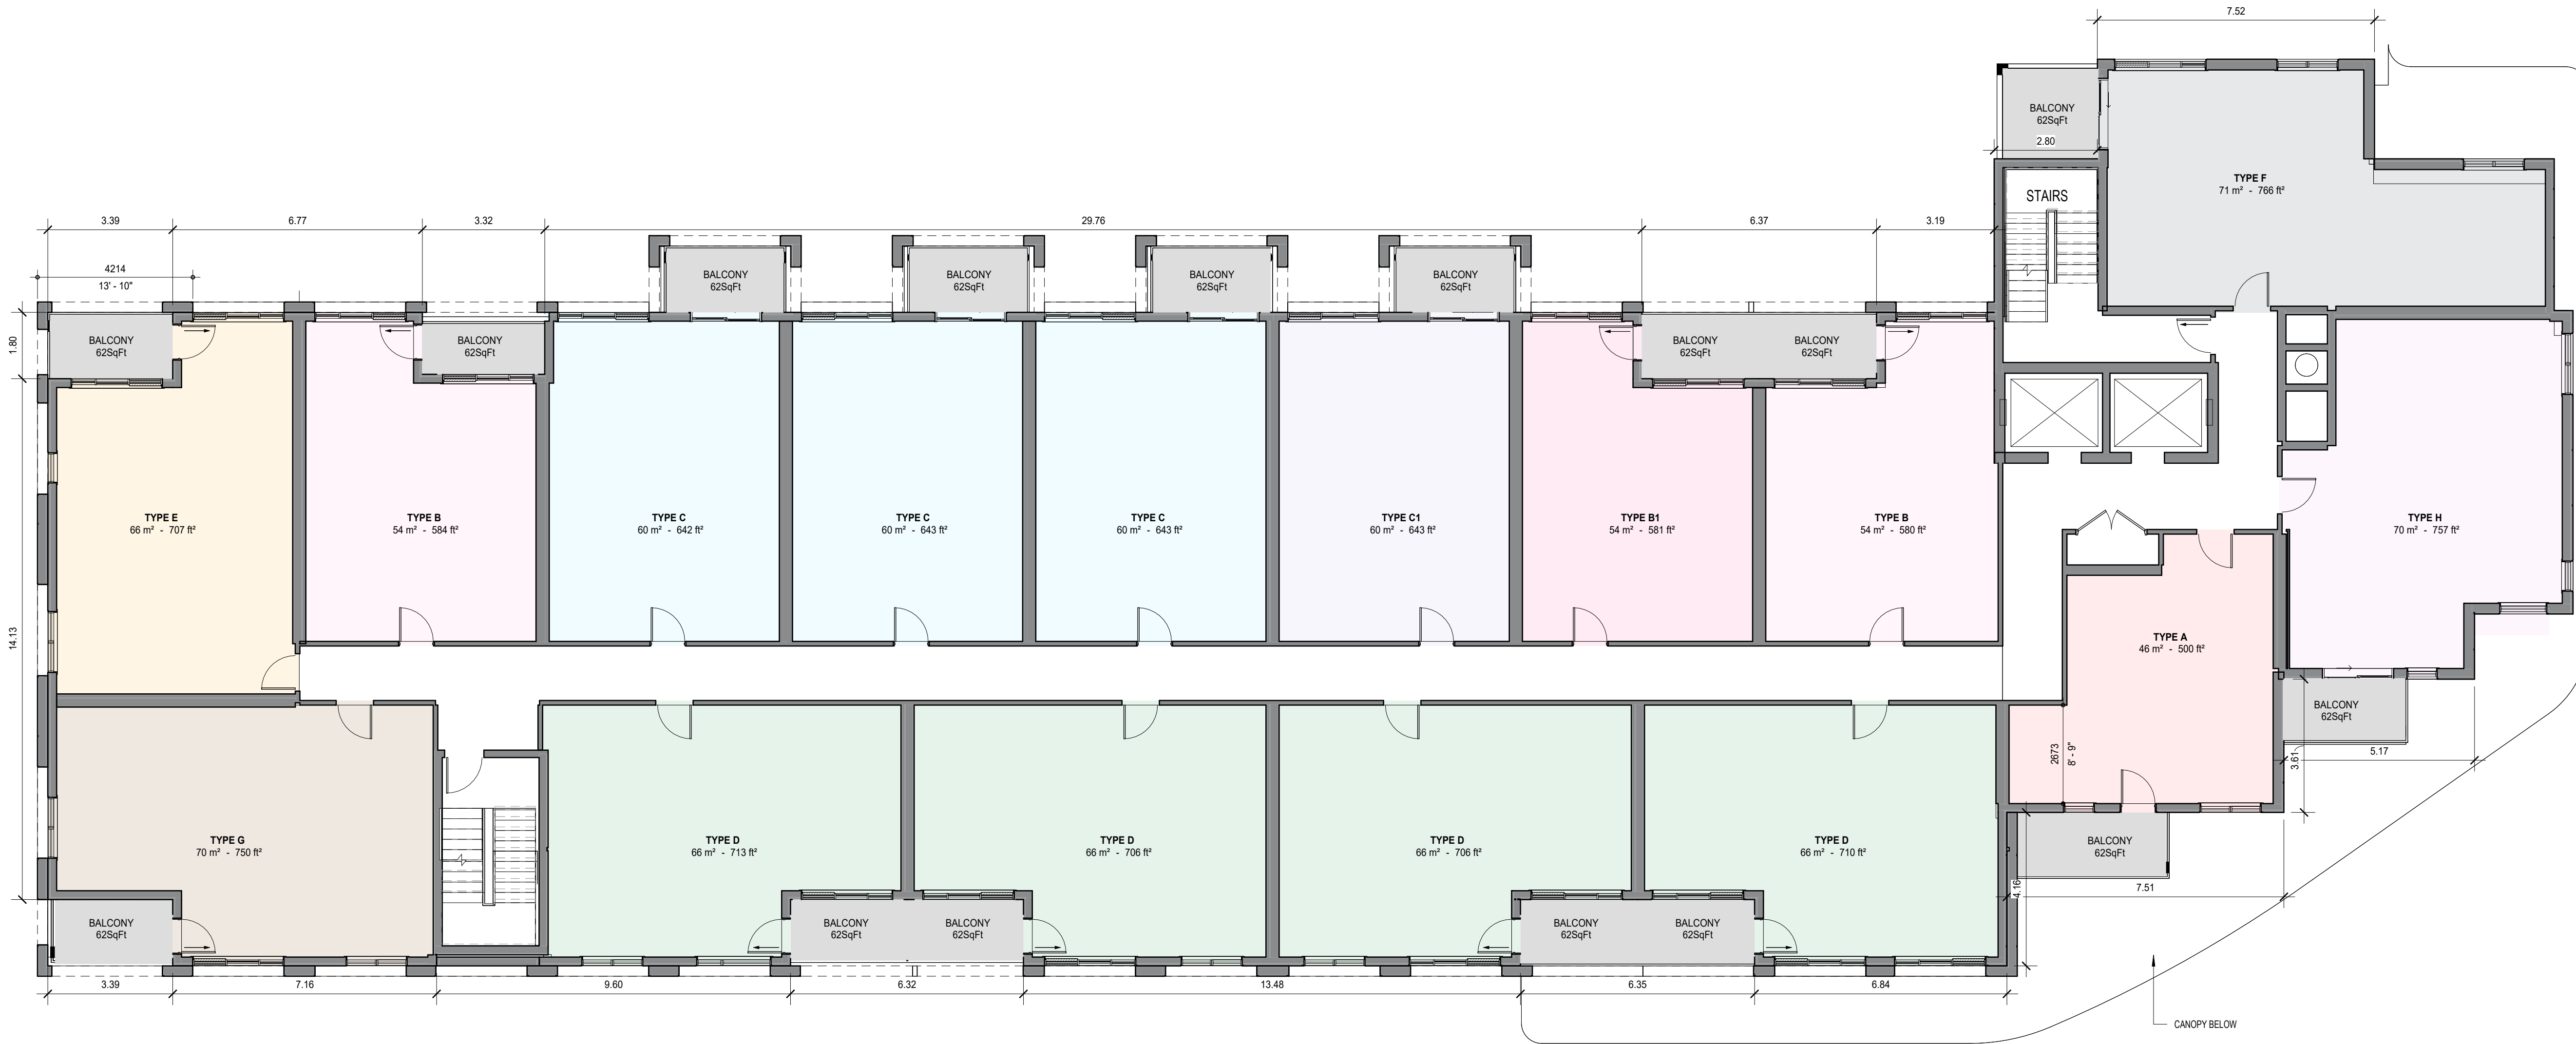 7.52
BALCONY
62SqFt
2.80
TYPE F
71 m² - 766 ft²
STAIRS
3.39
6.77
3.32
29.76
6.37
3.19
4214
13' - 10"
BALCONY
62SqFt
BALCONY
62SqFt
BALCONY
62SqFt
BALCONY
62SqFt
1.80
BALCONY
62SqFt
BALCONY
62SqFt
BALCONY
62SqFt
BALCONY
62SqFt
TYPE E
66 m² - 707 ft²
TYPE B
54 m² - 584 ft²
TYPE C
60 m² - 642 ft²
TYPE C
60 m² - 643 ft²
TYPE C
60 m² - 643 ft²
TYPE C1
60 m² - 643 ft²
TYPE B1
54 m² - 581 ft²
TYPE B
54 m² - 580 ft²
TYPE H
70 m² - 757 ft²
14.13
TYPE A
46 m² - 500 ft²
BALCONY
62SqFt
2673
8' - 9"
3.61
5.17
TYPE G
70 m² - 750 ft²
TYPE D
66 m² - 713 ft²
TYPE D
66 m² - 706 ft²
TYPE D
66 m² - 706 ft²
TYPE D
66 m² - 710 ft²
BALCONY
62SqFt
4.16
7.51
BALCONY
62SqFt
BALCONY
62SqFt
BALCONY
62SqFt
BALCONY
62SqFt
BALCONY
62SqFt
3.39
7.16
9.60
6.32
13.48
6.35
6.84
CANOPY BELOW